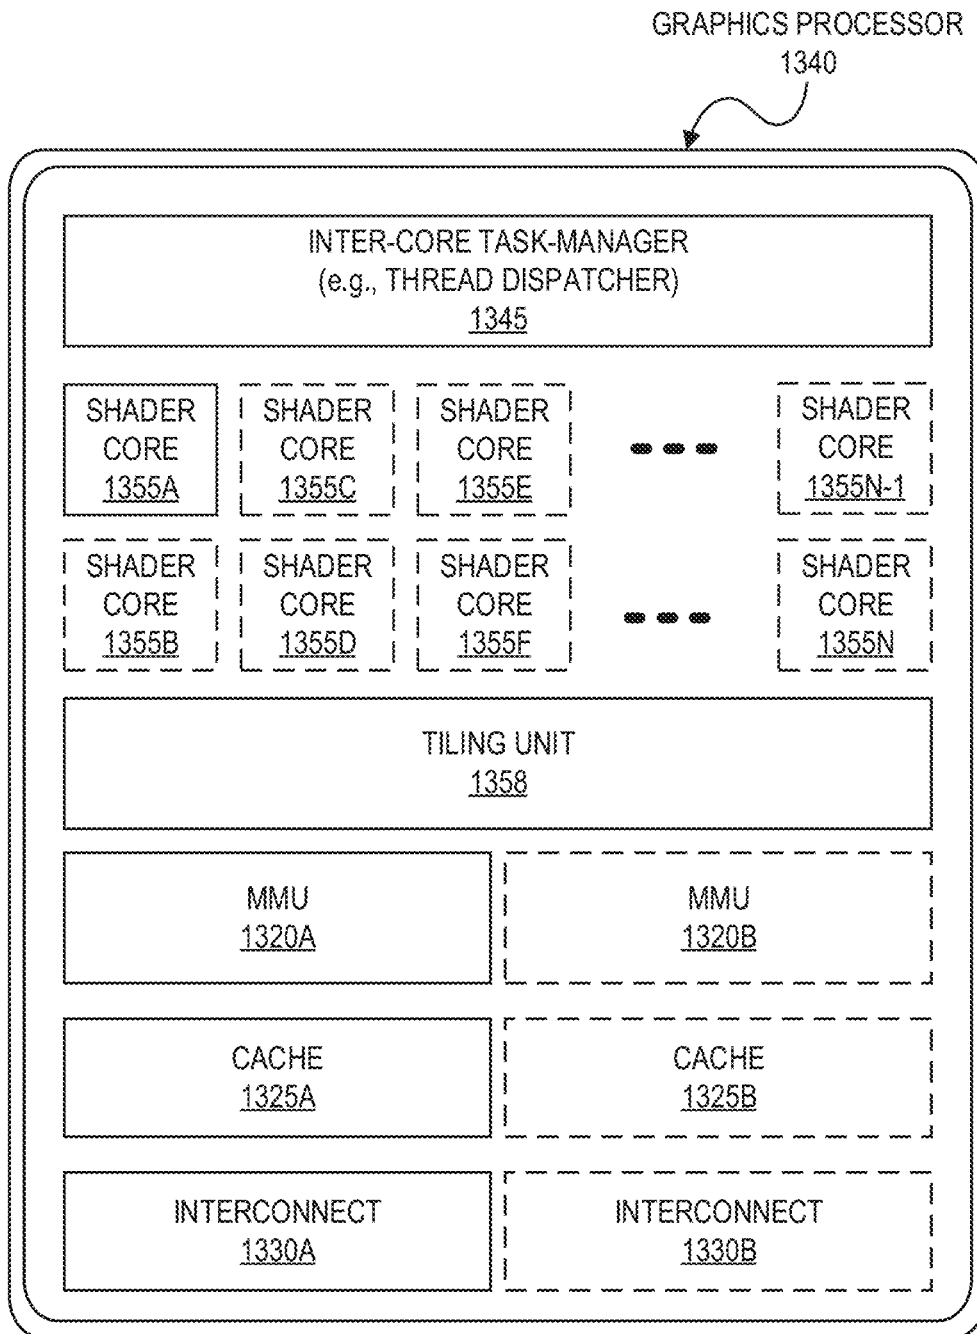 GRAPHICS PROCESSOR
1340
INTER-CORE TASK-MANAGER
(e.g., THREAD DISPATCHER)
1345
SHADER
CORE
1355A
SHADER
CORE
1355C
SHADER
CORE
1355E
SHADER
CORE
1355N-1
SHADER
CORE
1355B
SHADER
CORE
1355D
SHADER
CORE
1355F
SHADER
CORE
1355N
TILING UNIT
1358
MMU
1320A
MMU
1320B
CACHE
1325A
CACHE
1325B
INTERCONNECT
1330A
INTERCONNECT
1330B